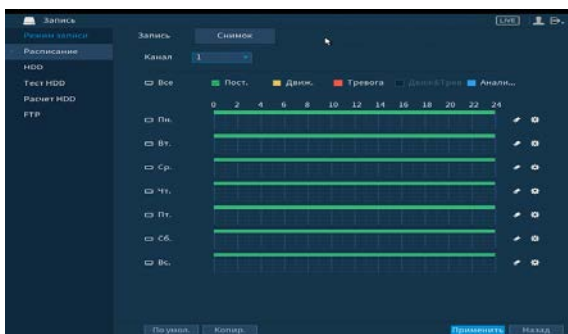 Запись
LIVE
Режим записи
Расписание
HDD
Тест HDD
Расчет HDD
FTP
Запись Снимок
Канал 1
Все Пост. Движ. Тревога Движ&Трев Анали...
0 2 4 6 8 10 12 14 16 18 20 22 24
Пн.
Вт.
Ср.
Чт.
Пт.
Сб.
Вс.
По умол. Копир. Применить Назад